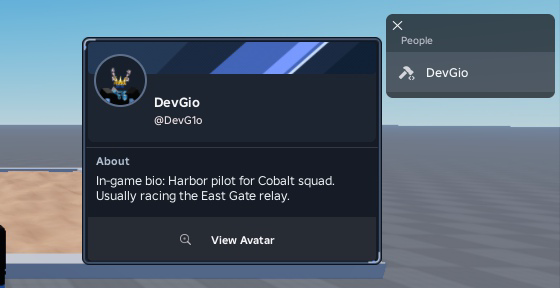 People
DevGio
DevGio
@DevG1o
About
In-game bio: Harbor pilot for Cobalt squad.
Usually racing the East Gate relay.
View Avatar